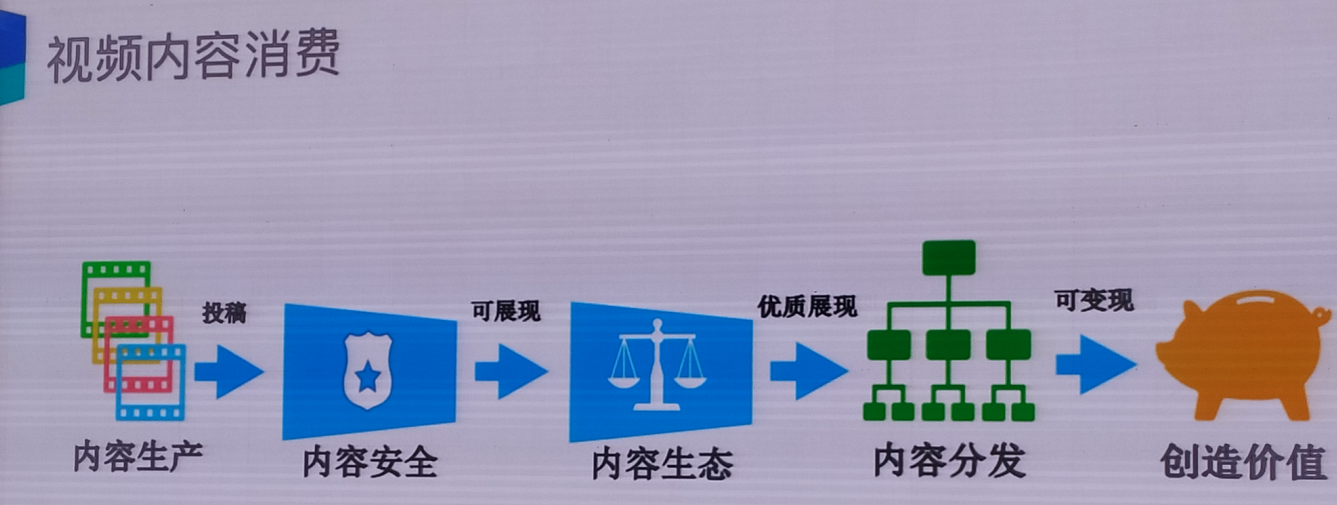 视频内容消费
投稿
可展现
优质展现
可变现
内容生产
内容安全
内容生态
内容分发
创造价值